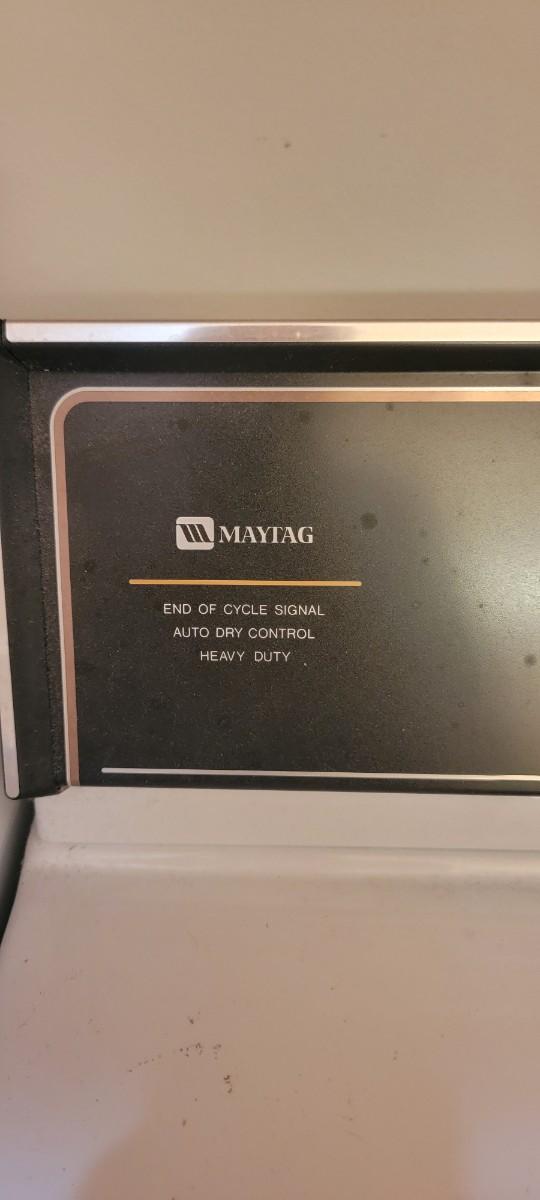 MAYTAG
END OF CYCLE SIGNAL
AUTO DRY CONTROL
HEAVY DUTY